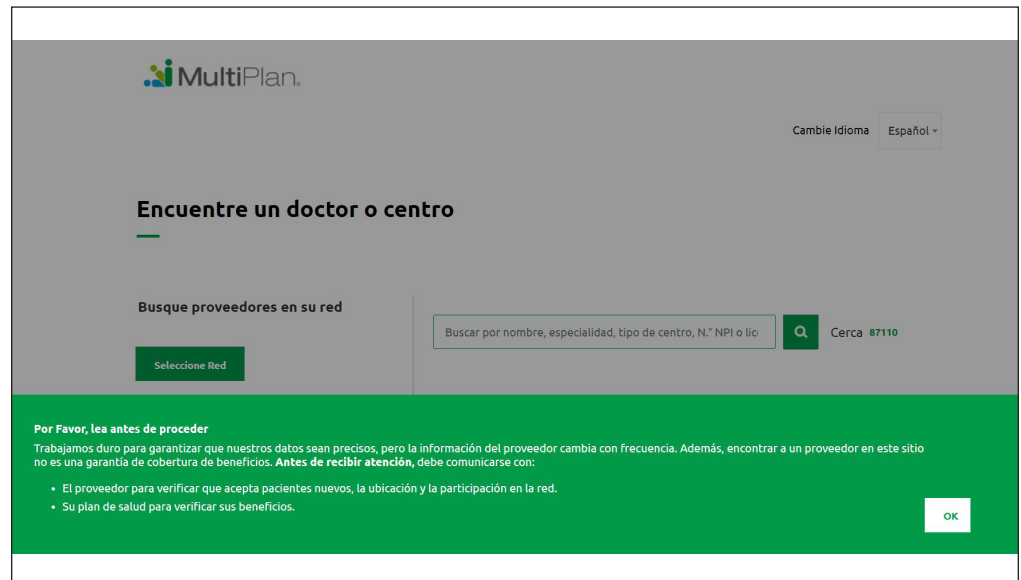 MultiPlan.
Cambie Idioma Español
Encuentre un doctor o centro
Busque proveedores en su red
Buscar por nombre, especialidad, tipo de centro, N.° NPI o lic
Cerca 87110
Seleccione Red
Por Favor, lea antes de proceder
Trabajamos duro para garantizar que nuestros datos sean precisos, pero la información del proveedor cambia con frecuencia. Además, encontrar a un proveedor en este sitio
no es una garantía de cobertura de beneficios. Antes de recibir atención, debe comunicarse con:
• El proveedor para verificar que acepta pacientes nuevos, la ubicación y la participación en la red.
• Su plan de salud para verificar sus beneficios.
OK